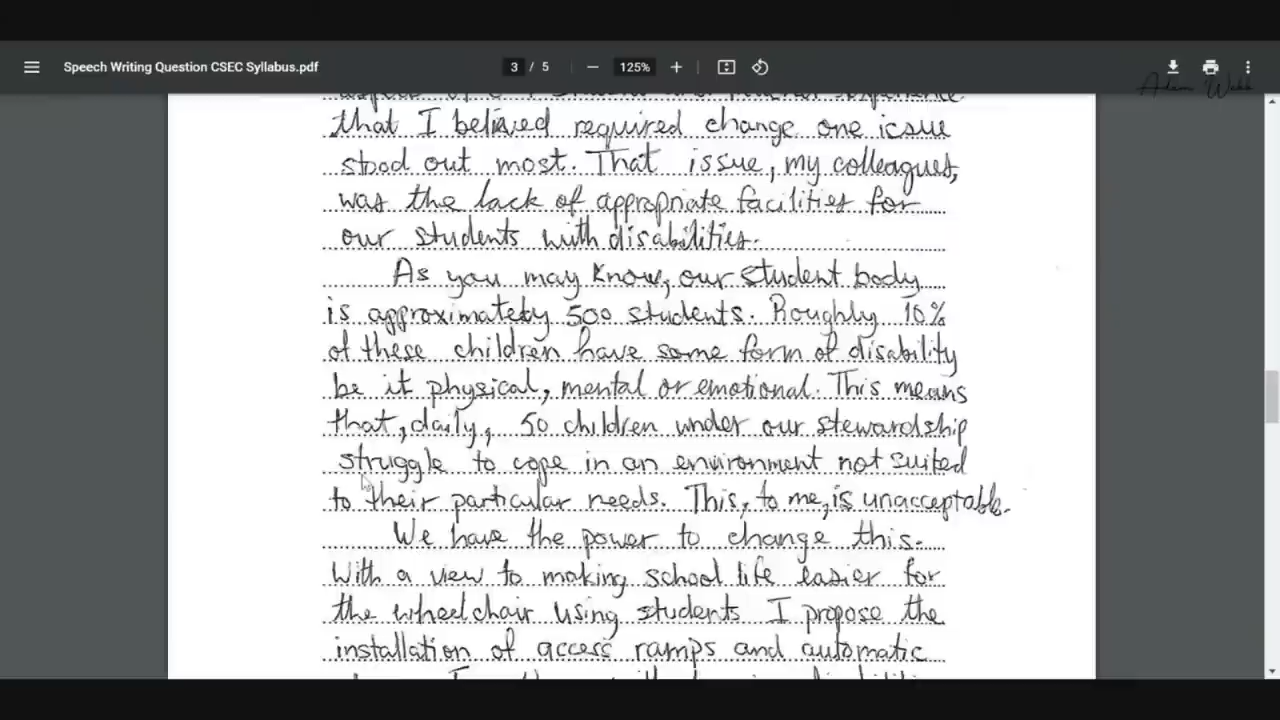 Speech Writing Question CSEC Syllabus.pdf
3 / 5
125%
Adam Webb
that I believed required change one issue
stood out most. That issue, my colleagues,
was the lack of appropriate facilities for
our students with disabilities.
As you may know, our student body
is approximately 500 students. Roughly 10%
of these children have some form of disability
be it physical, mental or emotional. This means
that, daily, 50 children under our stewardship
struggle to cope in an environment not suited
to their particular needs. This, to me, is unacceptable.
We have the power to change this.
With a view to making school life easier for
the wheelchair using students I propose the
installation of access ramps and automatic